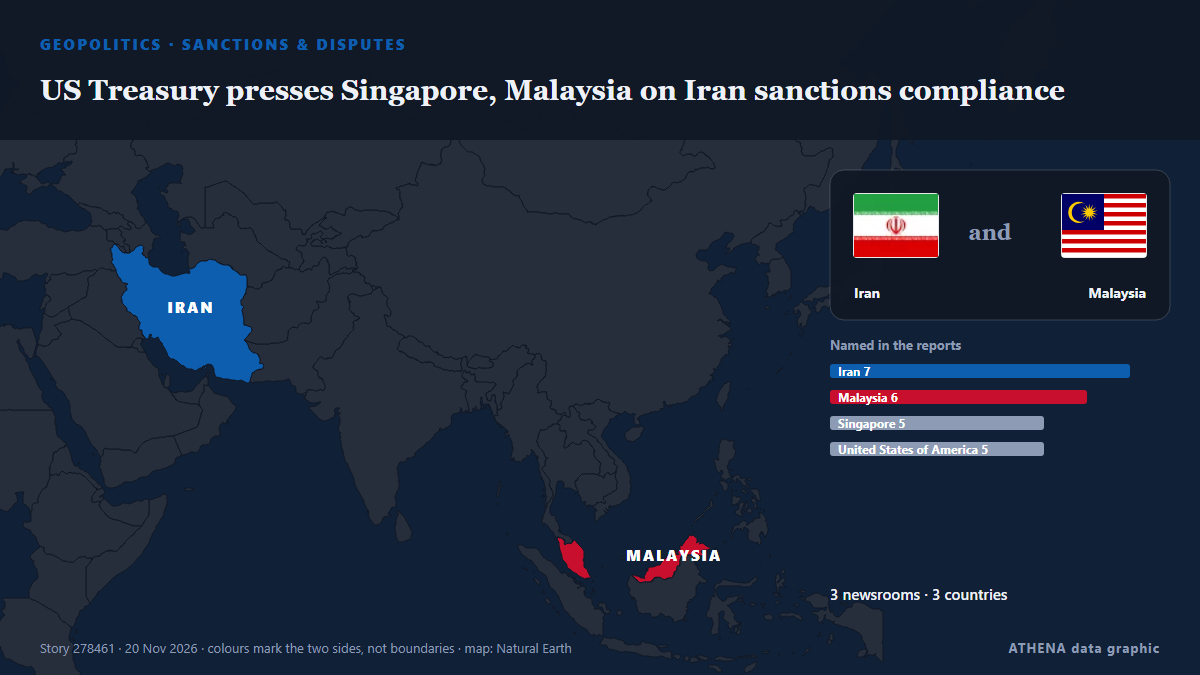 GEOPOLITICS · SANCTIONS & DISPUTES
US Treasury presses Singapore, Malaysia on Iran sanctions compliance
IRAN
MALAYSIA
and
Iran
Malaysia
Named in the reports
Iran 7
Malaysia 6
Singapore 5
United States of America 5
3 newsrooms · 3 countries
Story 278461 · 20 Nov 2026 · colours mark the two sides, not boundaries · map: Natural Earth
ATHENA data graphic